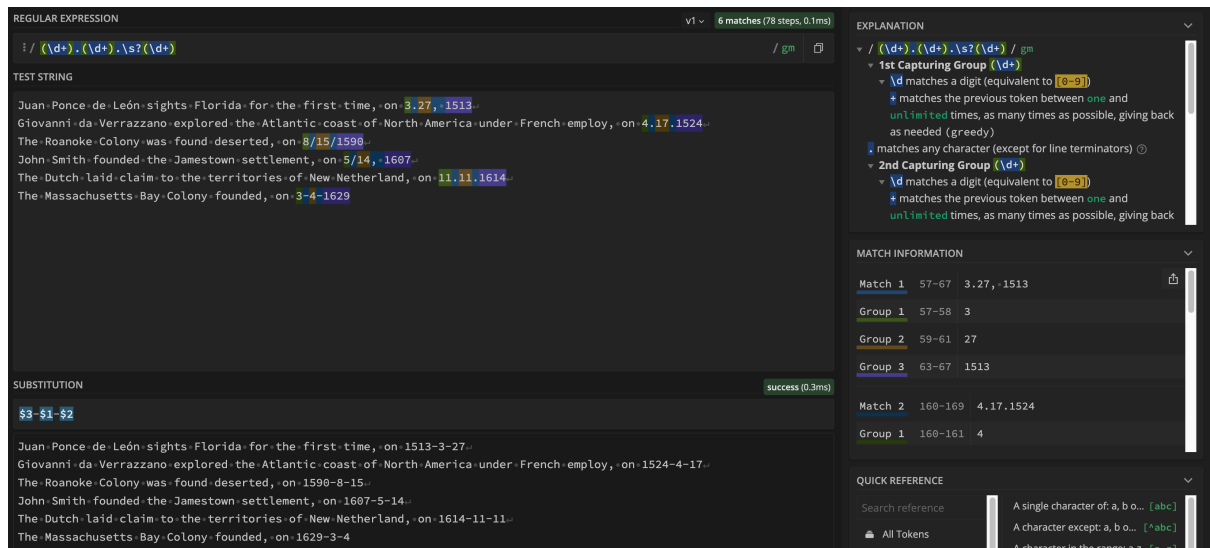 REGULAR EXPRESSION
v1
6 matches (78 steps, 0.1ms)
/ (\d+).(\d+).\s?(\d+)
/ gm
TEST STRING
Juan·Ponce·de·León·sights·Florida·for·the·first·time,·on·3.27,·1513↵
Giovanni·da·Verrazzano·explored·the·Atlantic·coast·of·North·America·under·French·employ,·on·4.17.1524↵
The·Roanoke·Colony·was·found·deserted,·on·8/15/1590↵
John·Smith·founded·the·Jamestown·settlement,·on·5/14,·1607↵
The·Dutch·laid·claim·to·the·territories·of·New·Netherland,·on·11.11.1614↵
The·Massachusetts·Bay·Colony·founded,·on·3-4-1629
SUBSTITUTION
success (0.3ms)
$3-$1-$2
Juan·Ponce·de·León·sights·Florida·for·the·first·time,·on·1513-3-27↵
Giovanni·da·Verrazzano·explored·the·Atlantic·coast·of·North·America·under·French·employ,·on·1524-4-17↵
The·Roanoke·Colony·was·found·deserted,·on·1590-8-15↵
John·Smith·founded·the·Jamestown·settlement,·on·1607-5-14↵
The·Dutch·laid·claim·to·the·territories·of·New·Netherland,·on·1614-11-11↵
The·Massachusetts·Bay·Colony·founded,·on·1629-3-4
EXPLANATION
/ (\d+).(\d+).\s?(\d+) / gm
1st Capturing Group (\d+)
\d matches a digit (equivalent to [0-9])
+ matches the previous token between one and
unlimited times, as many times as possible, giving back
as needed (greedy)
. matches any character (except for line terminators)
2nd Capturing Group (\d+)
\d matches a digit (equivalent to [0-9])
+ matches the previous token between one and
unlimited times, as many times as possible, giving back
MATCH INFORMATION
Match 1 57-67 3.27,·1513
Group 1 57-58 3
Group 2 59-61 27
Group 3 63-67 1513
Match 2 160-169 4.17.1524
Group 1 160-161 4
QUICK REFERENCE
Search reference
All Tokens
A single character of: a, b o... [abc]
A character except: a, b o... [^abc]